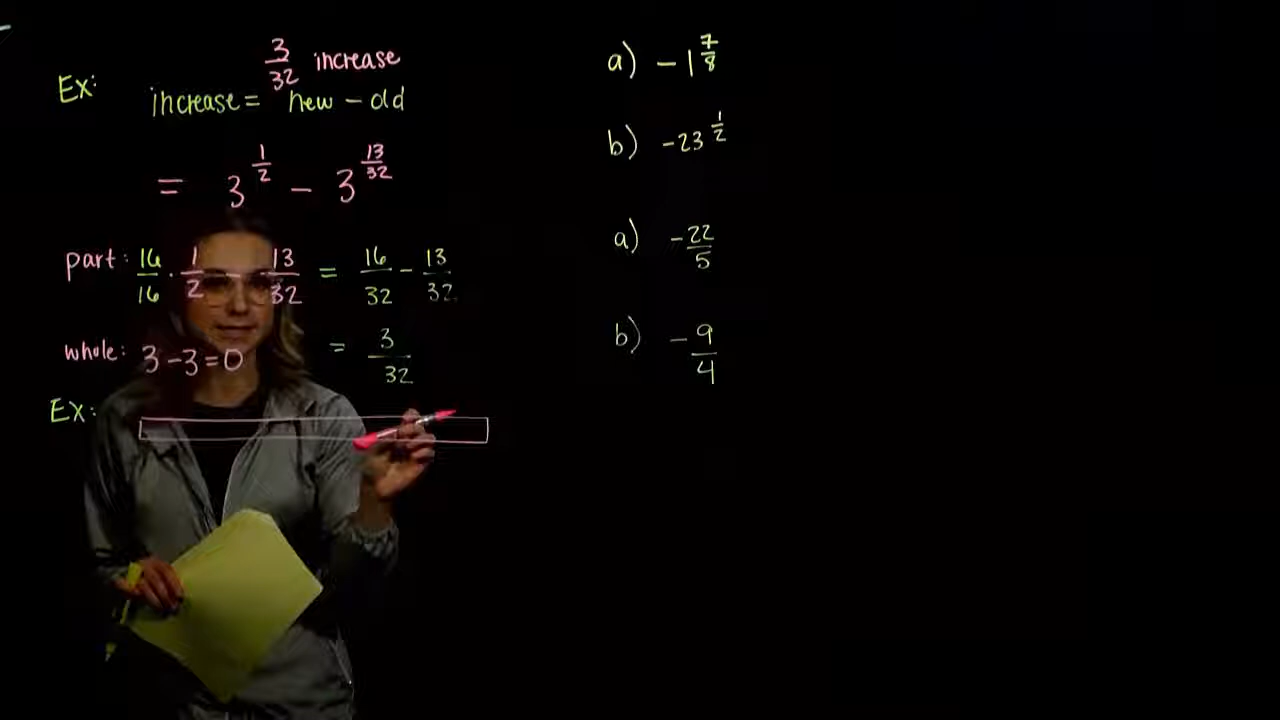 3/32 increase
Ex: increase = new - old
= 3 1/2 - 3 13/32
part: 16/16 · 1/2 - 13/32 = 16/32 - 13/32
whole: 3 - 3 = 0 = 3/32
Ex:
a) -1 7/8
b) -23 1/2
a) -22/5
b) -9/4